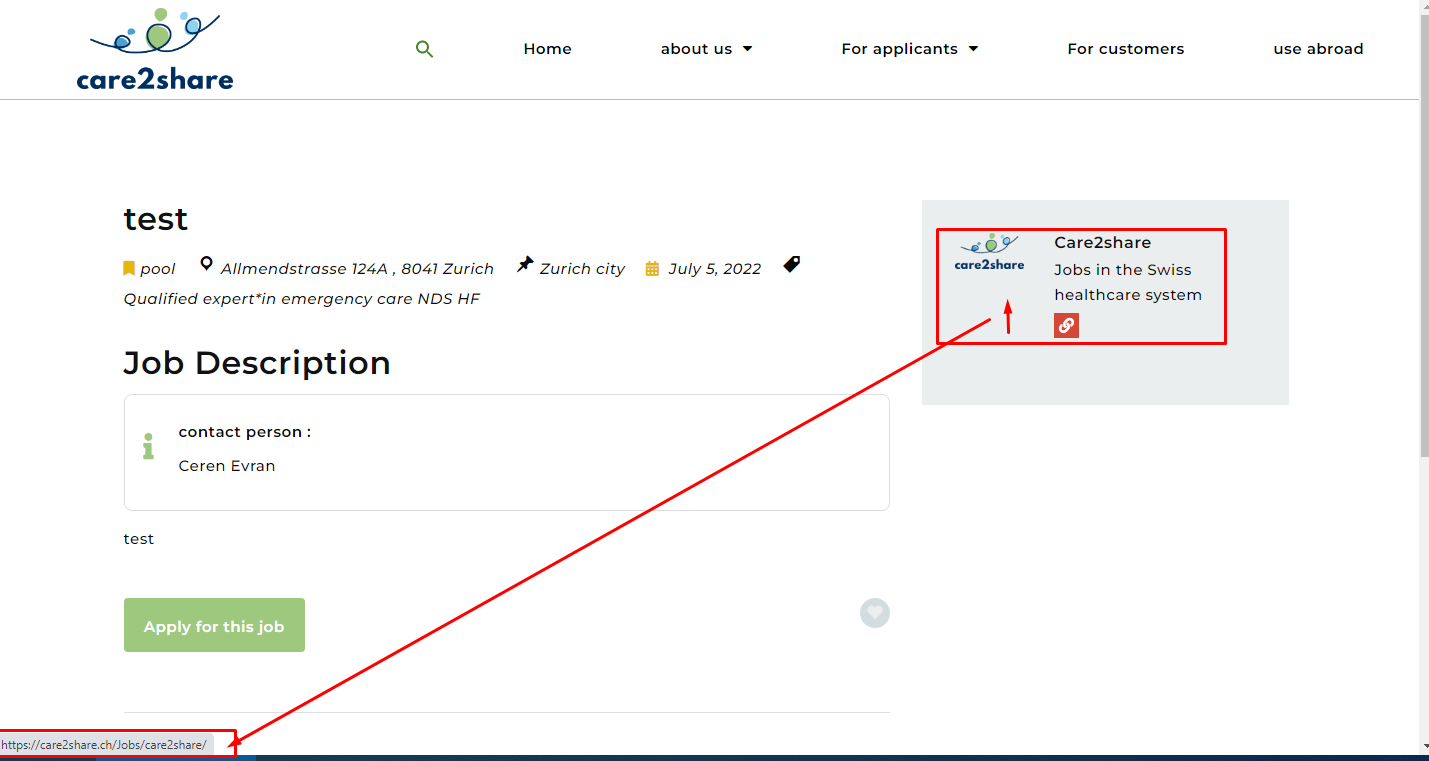 care2share
Home
about us
For applicants
For customers
use abroad
test
pool
Allmendstrasse 124A , 8041 Zurich
Zurich city
July 5, 2022
Qualified expert*in emergency care NDS HF
care2share
Care2share
Jobs in the Swiss
healthcare system
Job Description
contact person :
Ceren Evran
test
Apply for this job
https://care2share.ch/Jobs/care2share/